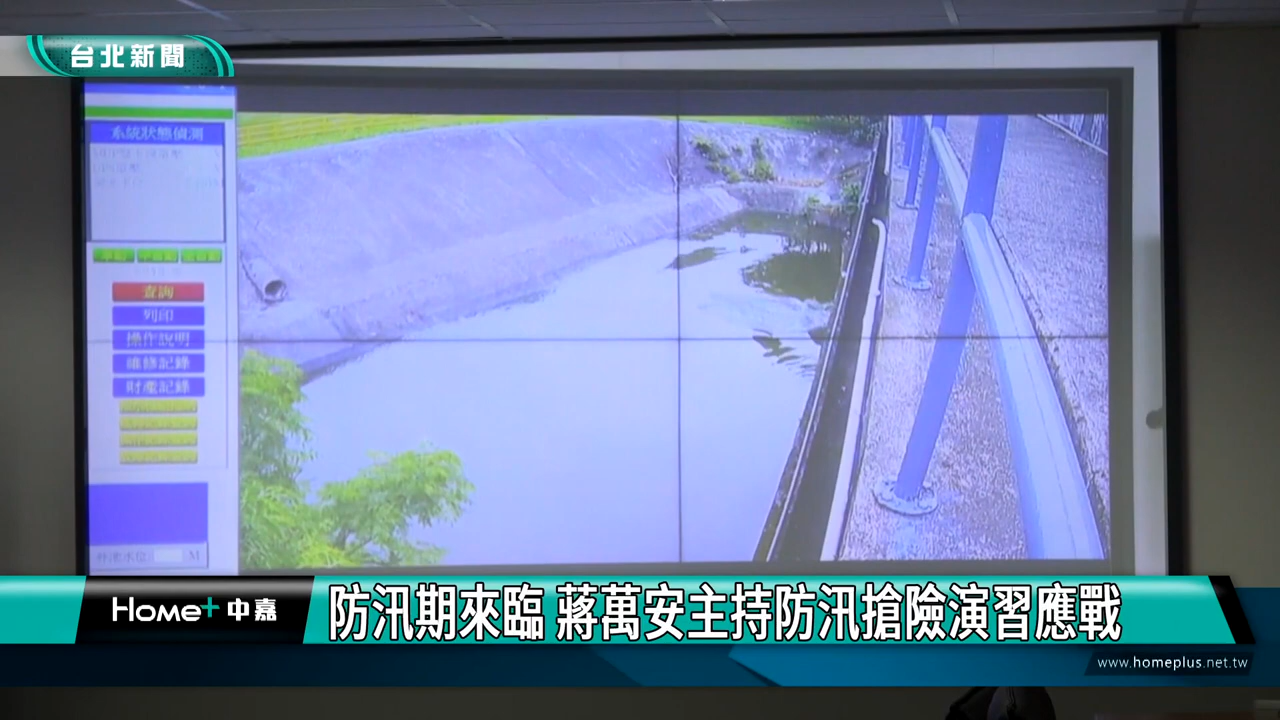 台北新聞
系統狀態偵測
查詢
列印
操作說明
維修記錄
財產記錄
M
Home+ 中嘉
防汛期來臨 蔣萬安主持防汛搶險演習應戰
www.homeplus.net.tw